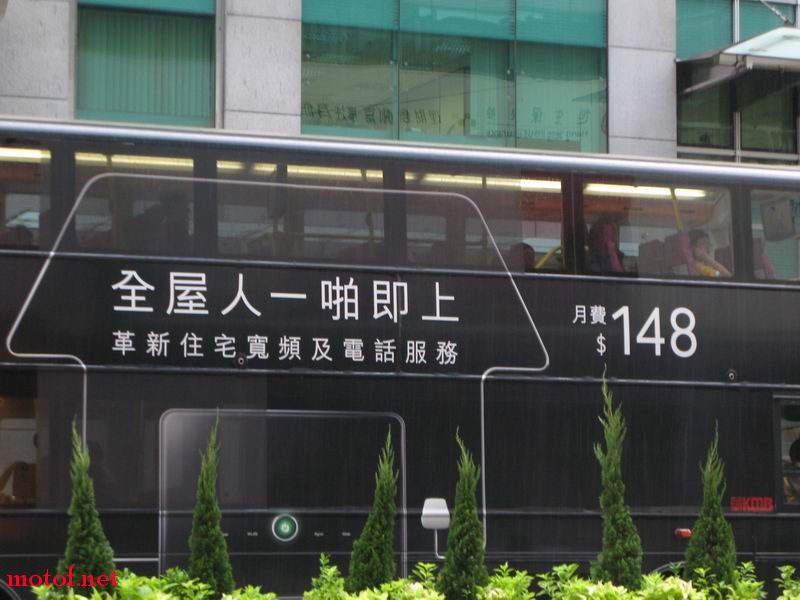 全屋人一啪即上
革新住宅寬頻及電話服務
月費
$148
KMB
motof.net